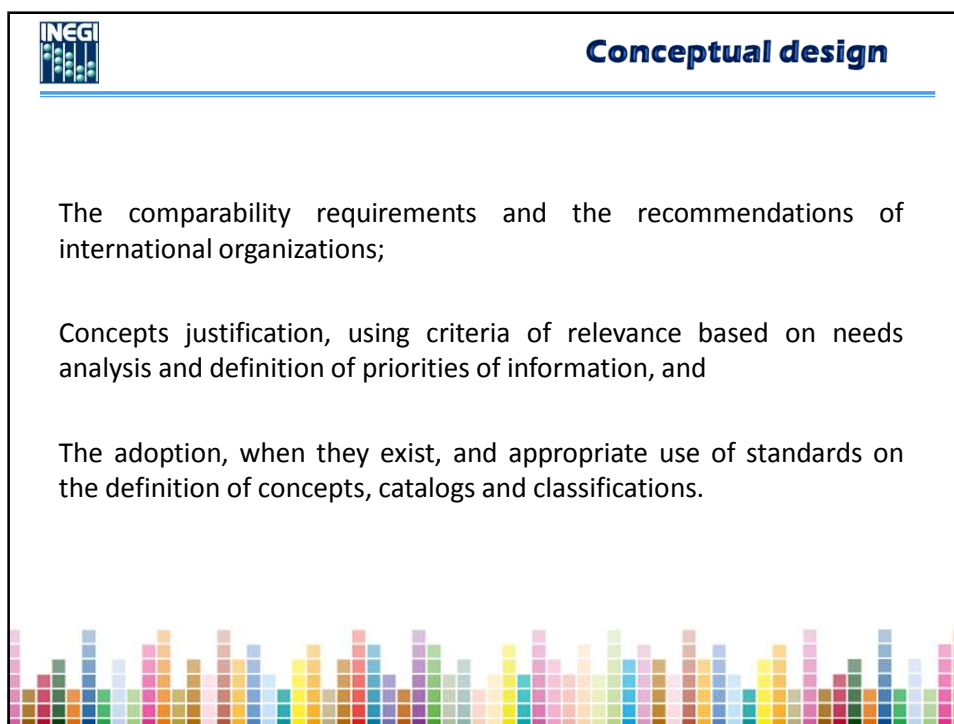 INEGI
Conceptual design
The comparability requirements and the recommendations of
international organizations;
Concepts justification, using criteria of relevance based on needs
analysis and definition of priorities of information, and
The adoption, when they exist, and appropriate use of standards on
the definition of concepts, catalogs and classifications.